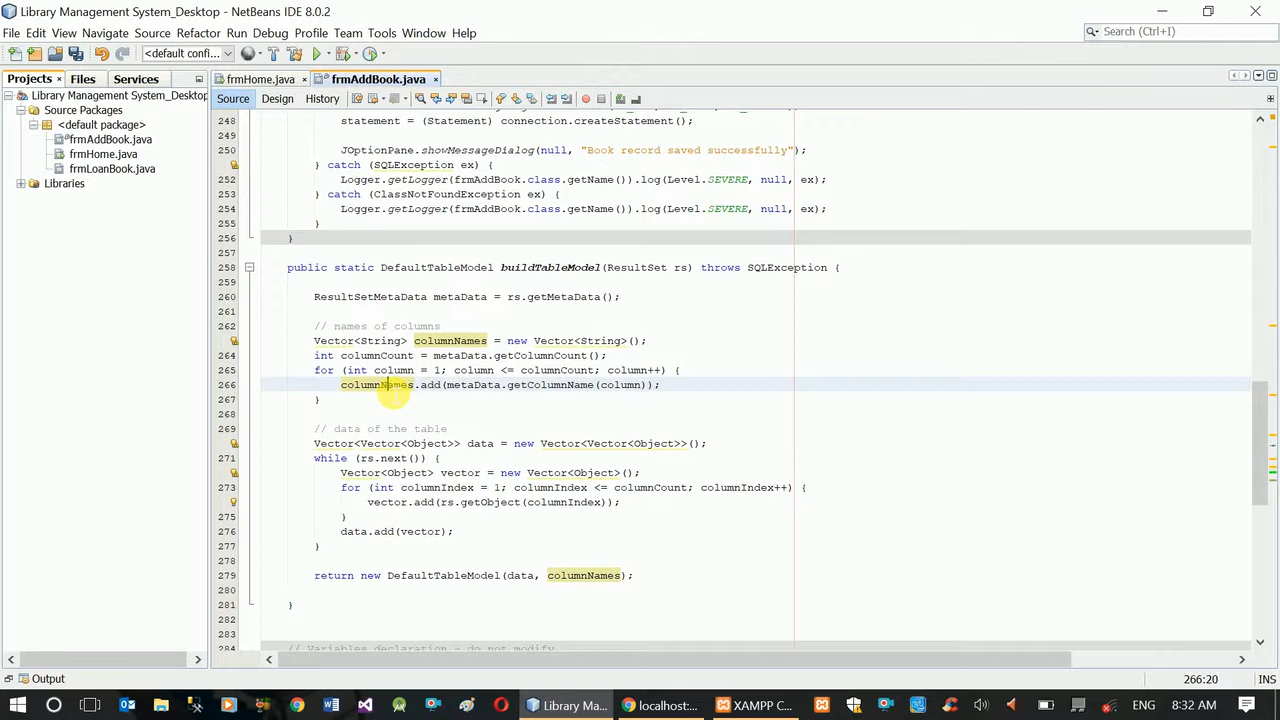 Library Management System_Desktop - NetBeans IDE 8.0.2
File Edit View Navigate Source Refactor Run Debug Profile Team Tools Window Help
Search (Ctrl+I)
<default confi...
Projects Files Services
frmHome.java frmAddBook.java
Source Design History
Library Management System_Desktop
Source Packages
<default package>
frmAddBook.java
frmHome.java
frmLoanBook.java
Libraries
248 statement = (Statement) connection.createStatement();
249
250 JOptionPane.showMessageDialog(null, "Book record saved successfully");
} catch (SQLException ex) {
252 Logger.getLogger(frmAddBook.class.getName()).log(Level.SEVERE, null, ex);
253 } catch (ClassNotFoundException ex) {
254 Logger.getLogger(frmAddBook.class.getName()).log(Level.SEVERE, null, ex);
255 }
256 }
257
258 public static DefaultTableModel buildTableModel(ResultSet rs) throws SQLException {
259
260 ResultSetMetaData metaData = rs.getMetaData();
261
262 // names of columns
Vector<String> columnNames = new Vector<String>();
264 int columnCount = metaData.getColumnCount();
265 for (int column = 1; column <= columnCount; column++) {
266 columnNames.add(metaData.getColumnName(column));
267 }
268
269 // data of the table
Vector<Vector<Object>> data = new Vector<Vector<Object>>();
271 while (rs.next()) {
Vector<Object> vector = new Vector<Object>();
273 for (int columnIndex = 1; columnIndex <= columnCount; columnIndex++) {
vector.add(rs.getObject(columnIndex));
275 }
276 data.add(vector);
277 }
278
279 return new DefaultTableModel(data, columnNames);
280
281 }
282
283
284 // Variables declaration - do not modify
Output
266:20 INS
Library Ma... localhost:... XAMPP C... ENG 8:32 AM